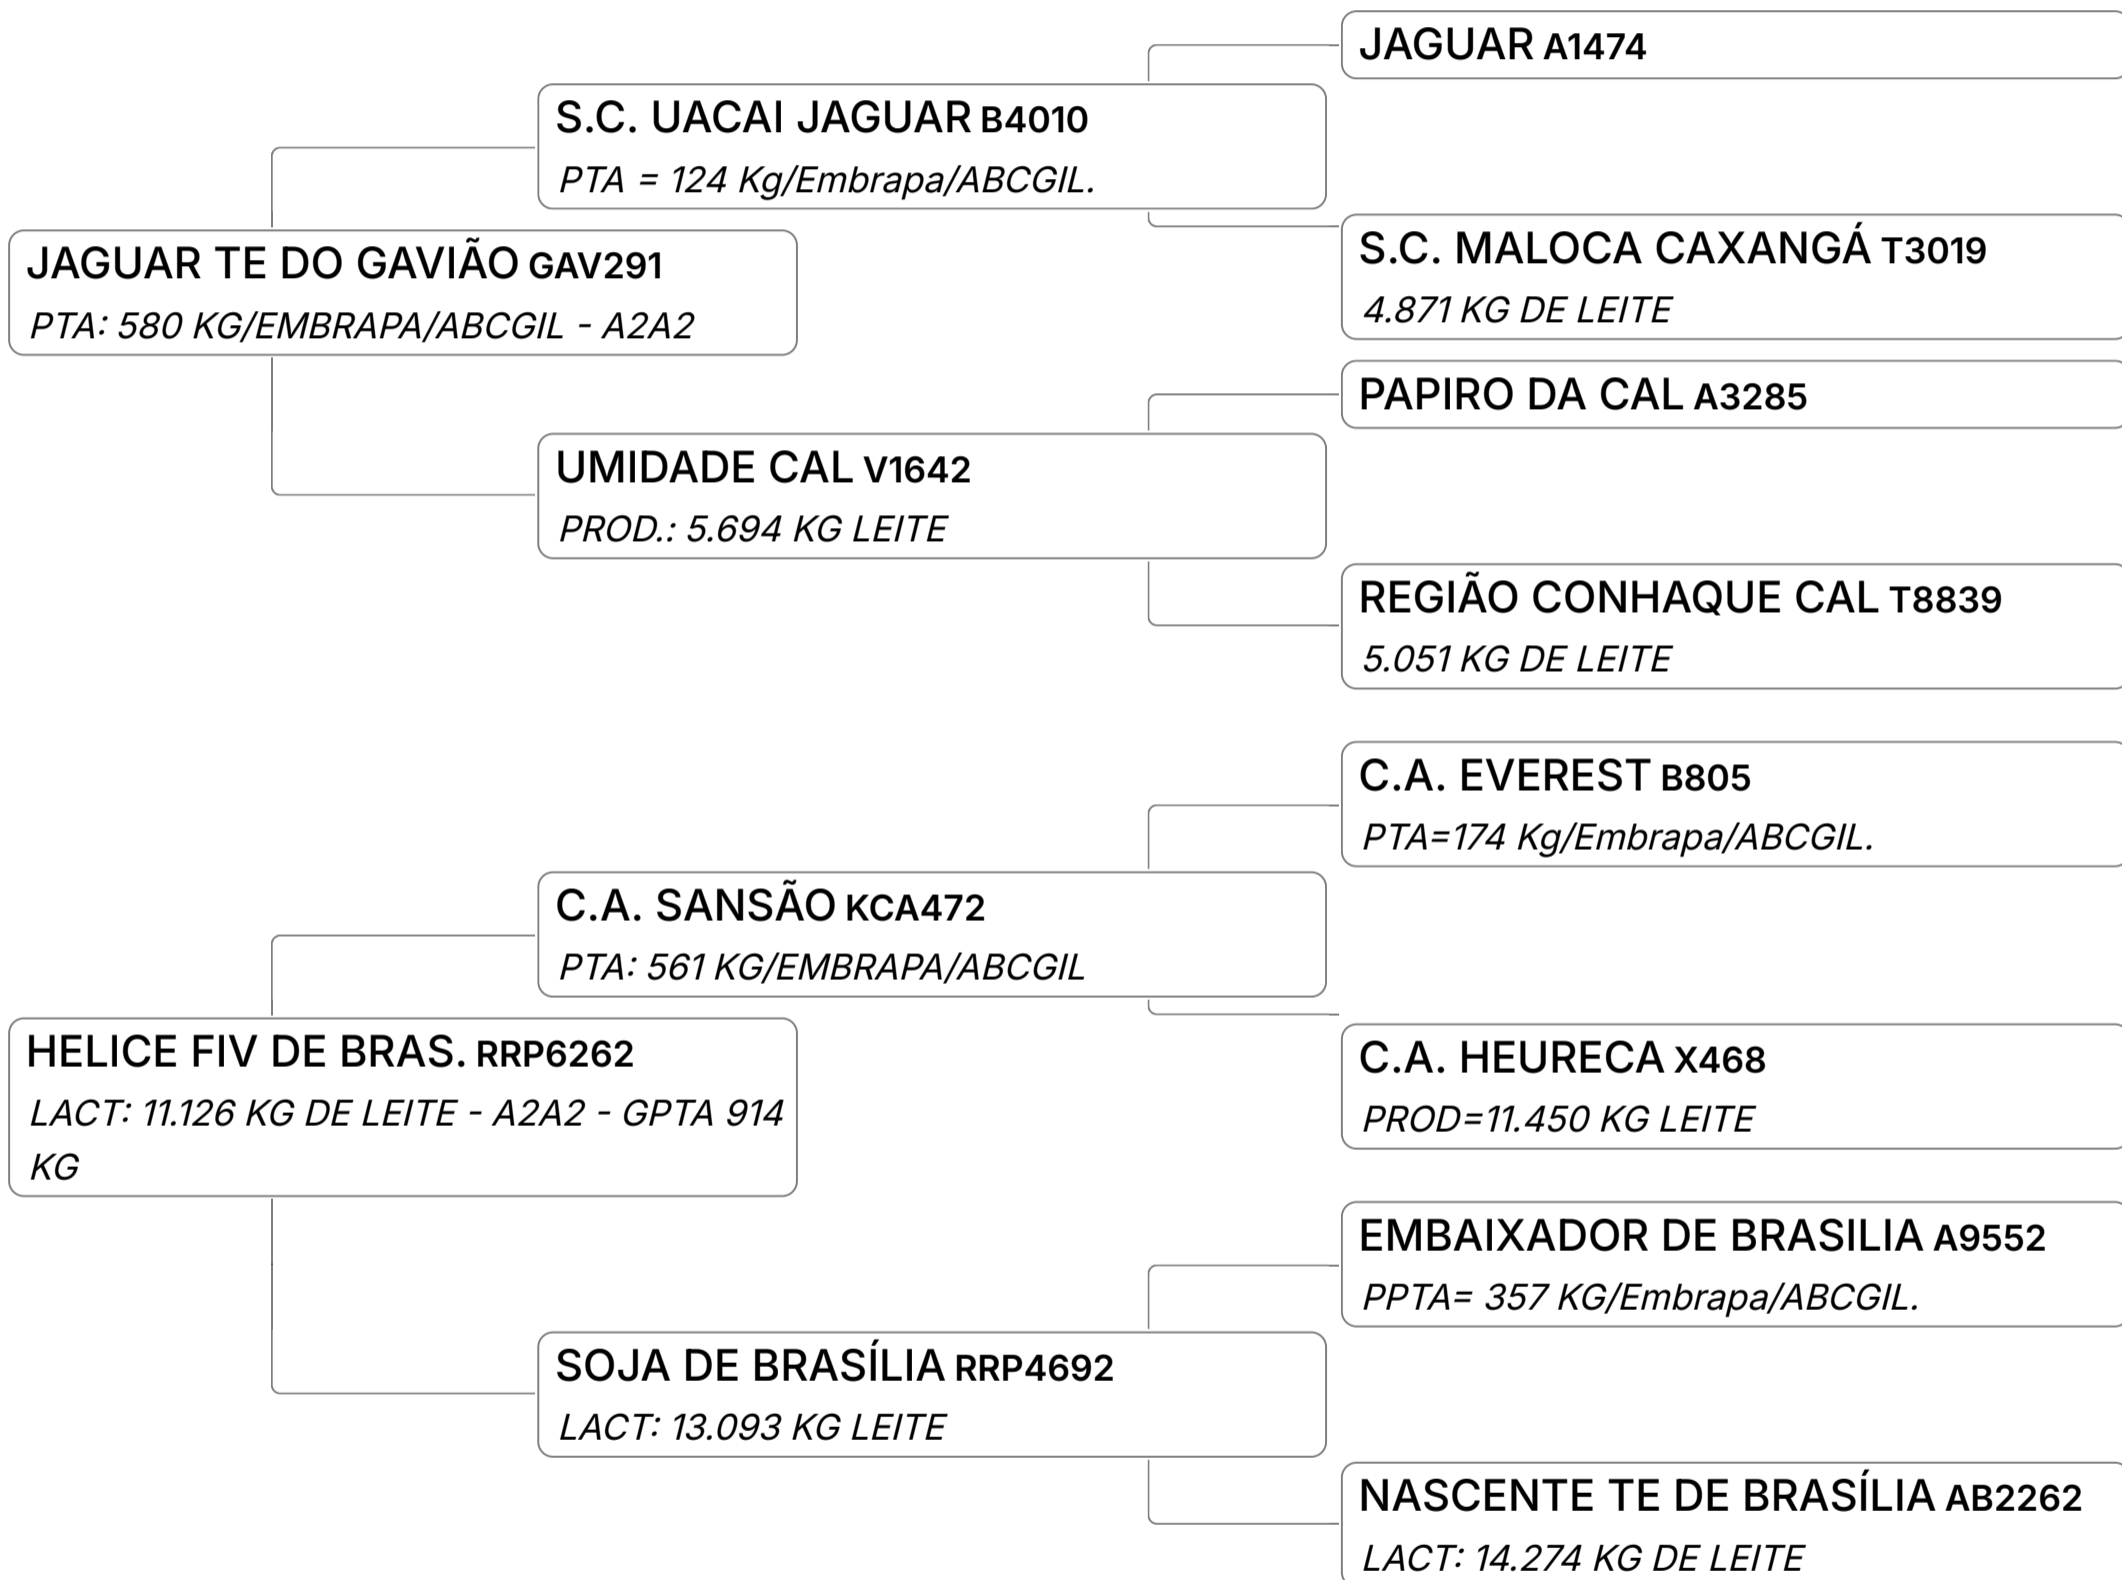 JAGUAR A1474
S.C. UACAI JAGUAR B4010
PTA = 124 Kg/Embrapa/ABCGIL.
JAGUAR TE DO GAVIÃO GAV291
PTA: 580 KG/EMBRAPA/ABCGIL - A2A2
S.C. MALOCA CAXANGÁ T3019
4.871 KG DE LEITE
PAPIRO DA CAL A3285
UMIDADE CAL V1642
PROD.: 5.694 KG LEITE
REGIÃO CONHAQUE CAL T8839
5.051 KG DE LEITE
C.A. EVEREST B805
PTA=174 Kg/Embrapa/ABCGIL.
C.A. SANSÃO KCA472
PTA: 561 KG/EMBRAPA/ABCGIL
HELICE FIV DE BRAS. RRP6262
LACT: 11.126 KG DE LEITE - A2A2 - GPTA 914
KG
C.A. HEURECA X468
PROD=11.450 KG LEITE
EMBAIXADOR DE BRASILIA A9552
PPTA= 357 KG/Embrapa/ABCGIL.
SOJA DE BRASÍLIA RRP4692
LACT: 13.093 KG LEITE
NASCENTE TE DE BRASÍLIA AB2262
LACT: 14.274 KG DE LEITE